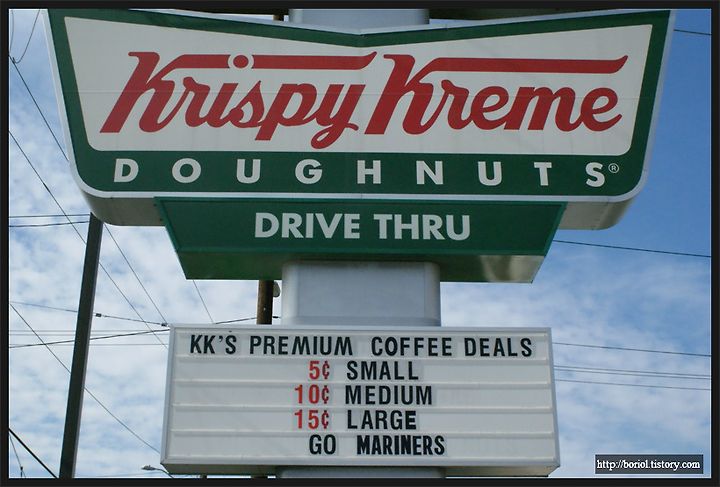 Krispy Kreme
DOUGHNUTS®
DRIVE THRU
KK'S PREMIUM COFFEE DEALS
5¢ SMALL
10¢ MEDIUM
15¢ LARGE
GO MARINERS
http://boriol.tistory.com